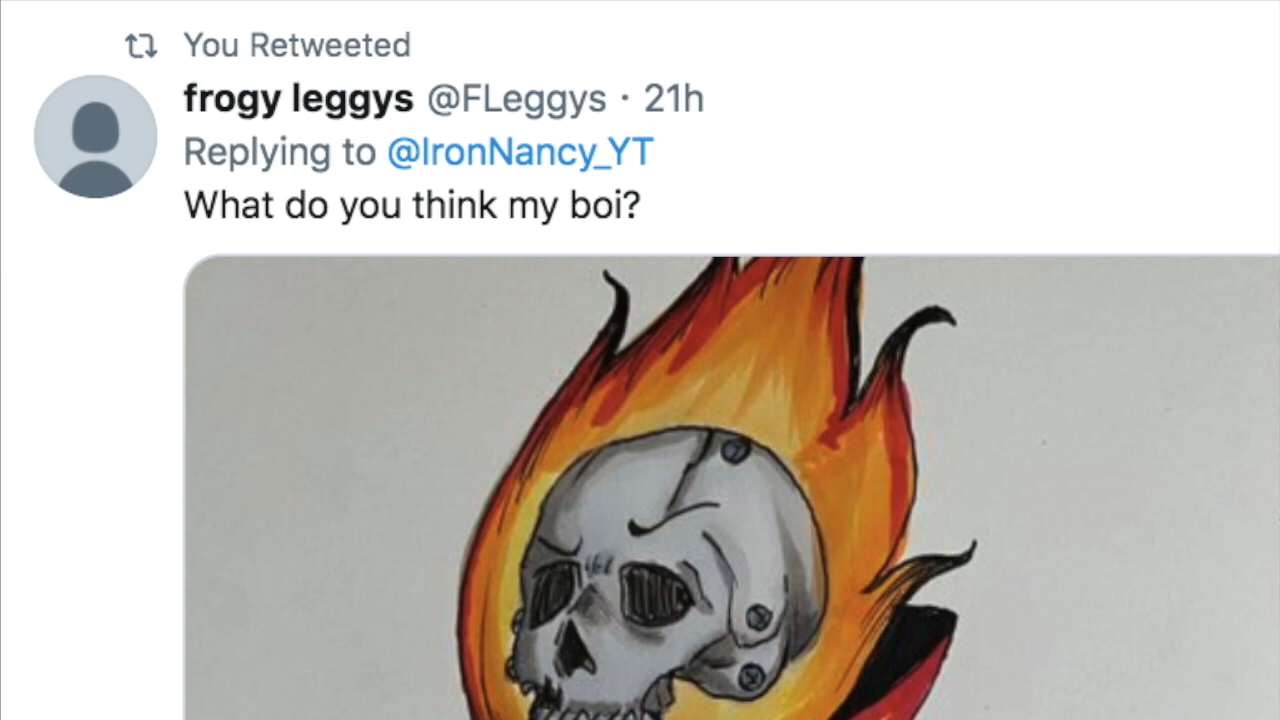 You Retweeted
frogy leggys @FLeggys · 21h
Replying to @IronNancy_YT
What do you think my boi?